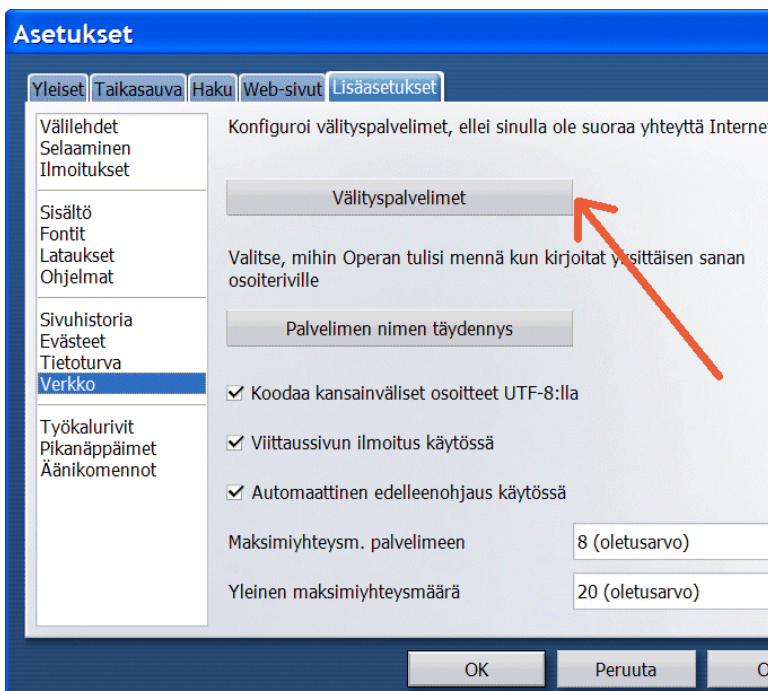 Asetukset
Yleiset Taikasauva Haku Web-sivut Lisäasetukset
Välilehdet
Selaaminen
Ilmoitukset
Sisältö
Fontit
Lataukset
Ohjelmat
Sivuhistoria
Evästeet
Tietoturva
Verkko
Työkalurivit
Pikanäppäimet
Äänikomennot
Konfiguroi välityspalvelimet, ellei sinulla ole suoraa yhteyttä
Välityspalvelimet
Valitse, mihin Operan tulisi mennä kun kirjoitat yksittäisen sanan
osoiteriville
Palvelimen nimen täydennys
Koodaa kansainväliset osoitteet UTF-8:lla
Viittaussivun ilmoitus käytössä
Automaattinen edelleenohjaus käytössä
Maksimiyhteysm. palvelimeen 8 (oletusarvo)
Yleinen maksimiyhteysmäärä 20 (oletusarvo)
OK Peruuta